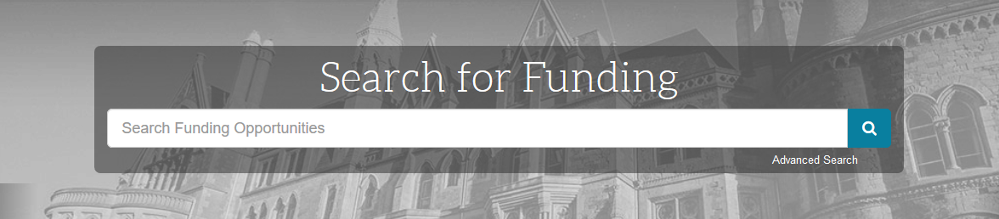 Search for Funding
Search Funding Opportunities
Advanced Search